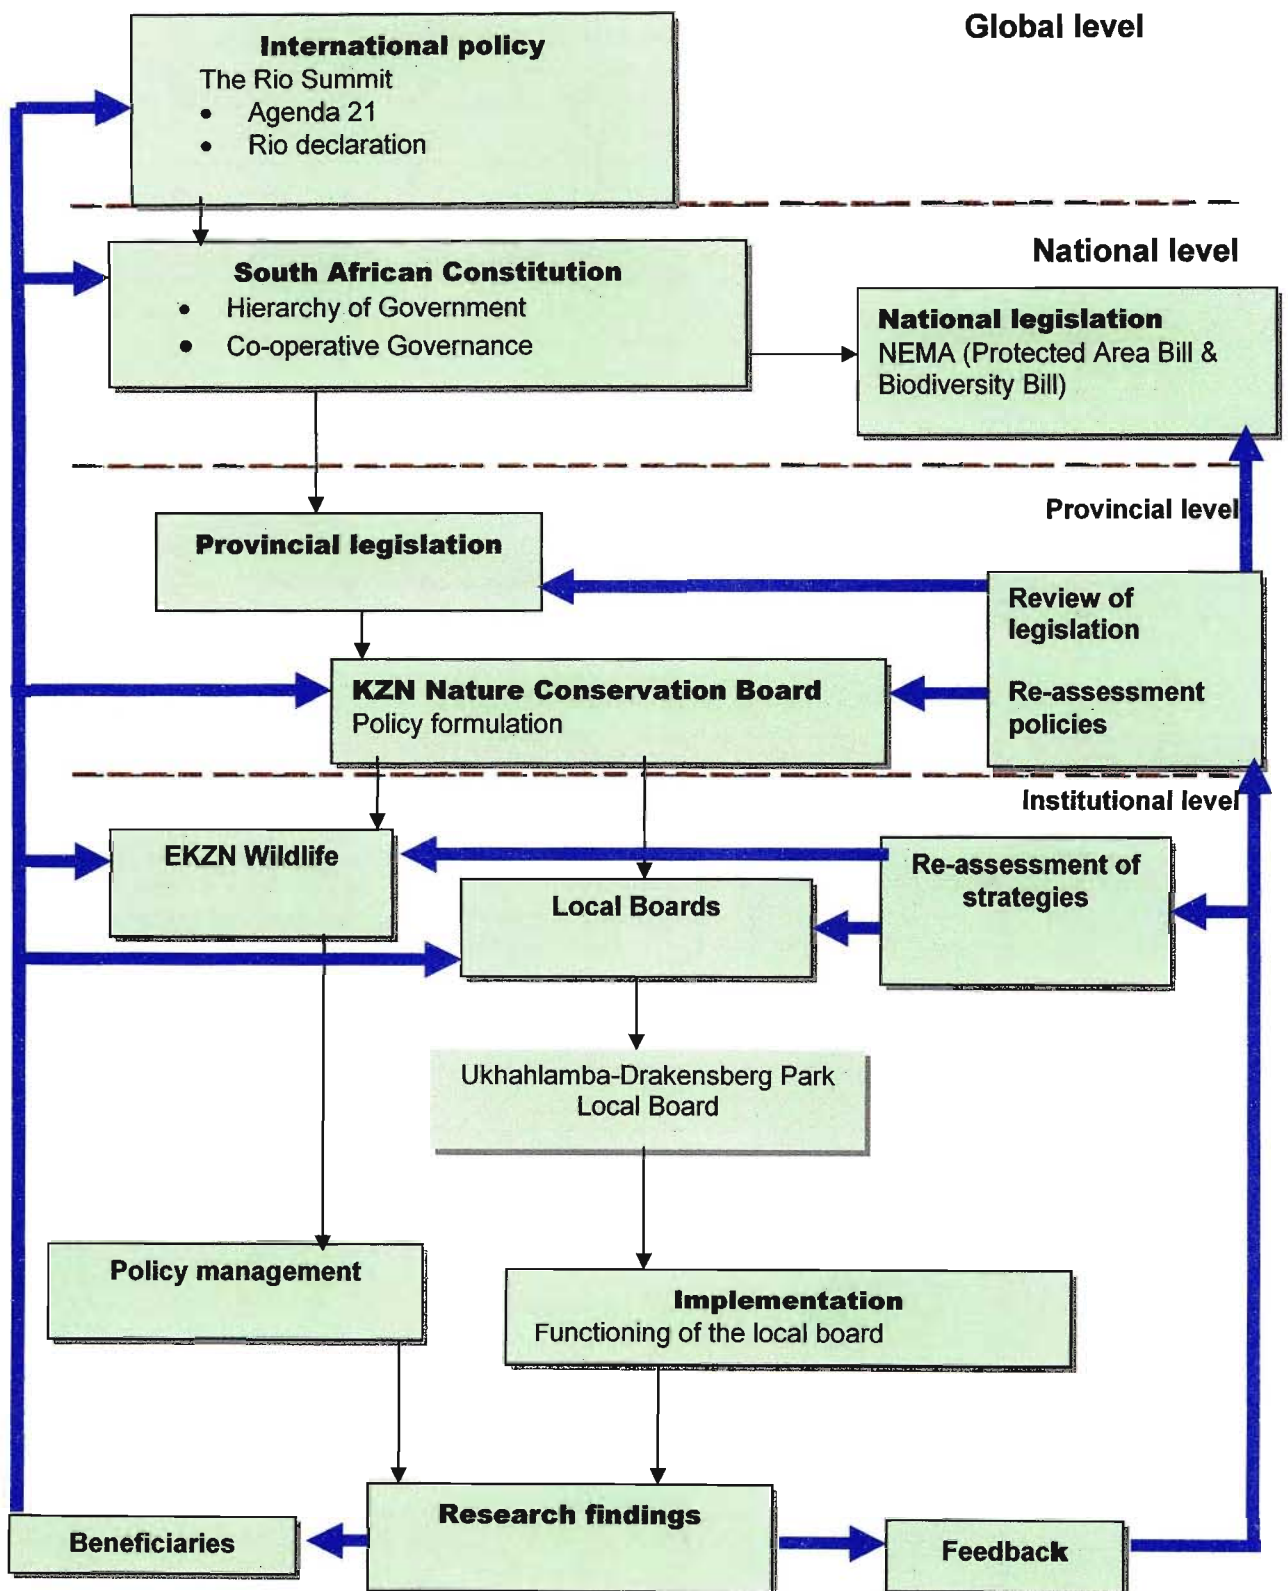 Global level
International policy
The Rio Summit
• Agenda 21
• Rio declaration
National level
South African Constitution
• Hierarchy of Government
• Co-operative Governance
National legislation
NEMA (Protected Area Bill &
Biodiversity Bill)
Provincial level
Provincial legislation
Review of
legislation
Re-assessment
policies
KZN Nature Conservation Board
Policy formulation
Institutional level
EKZN Wildlife
Local Boards
Re-assessment of
strategies
Ukhahlamba-Drakensberg Park
Local Board
Policy management
Implementation
Functioning of the local board
Research findings
Beneficiaries
Feedback